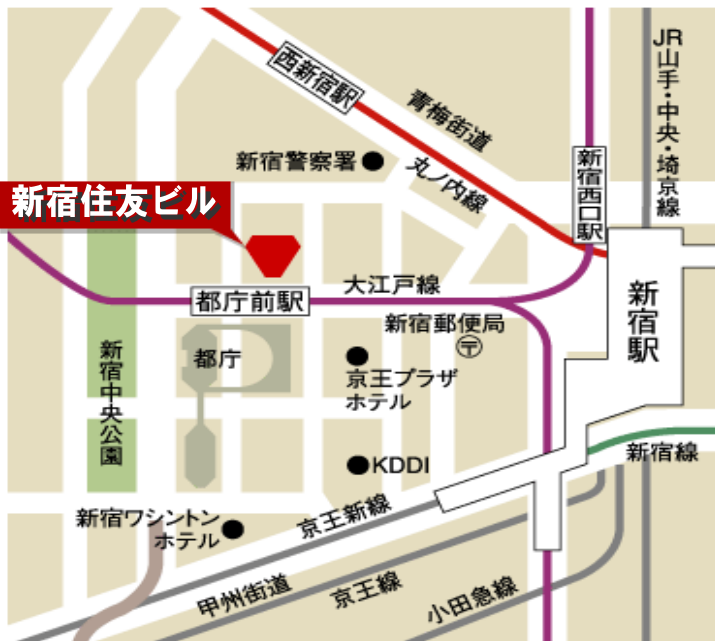 JR山手・中央・埼京線
西新宿駅
青梅街道
新宿警察署
丸ノ内線
新宿西口駅
新宿住友ビル
大江戸線
都庁前駅
新宿駅
新宿郵便局
〒
都庁
新宿中央公園
京王プラザ
ホテル
新宿線
KDDI
新宿ワシントン
ホテル
京王新線
甲州街道
京王線
小田急線